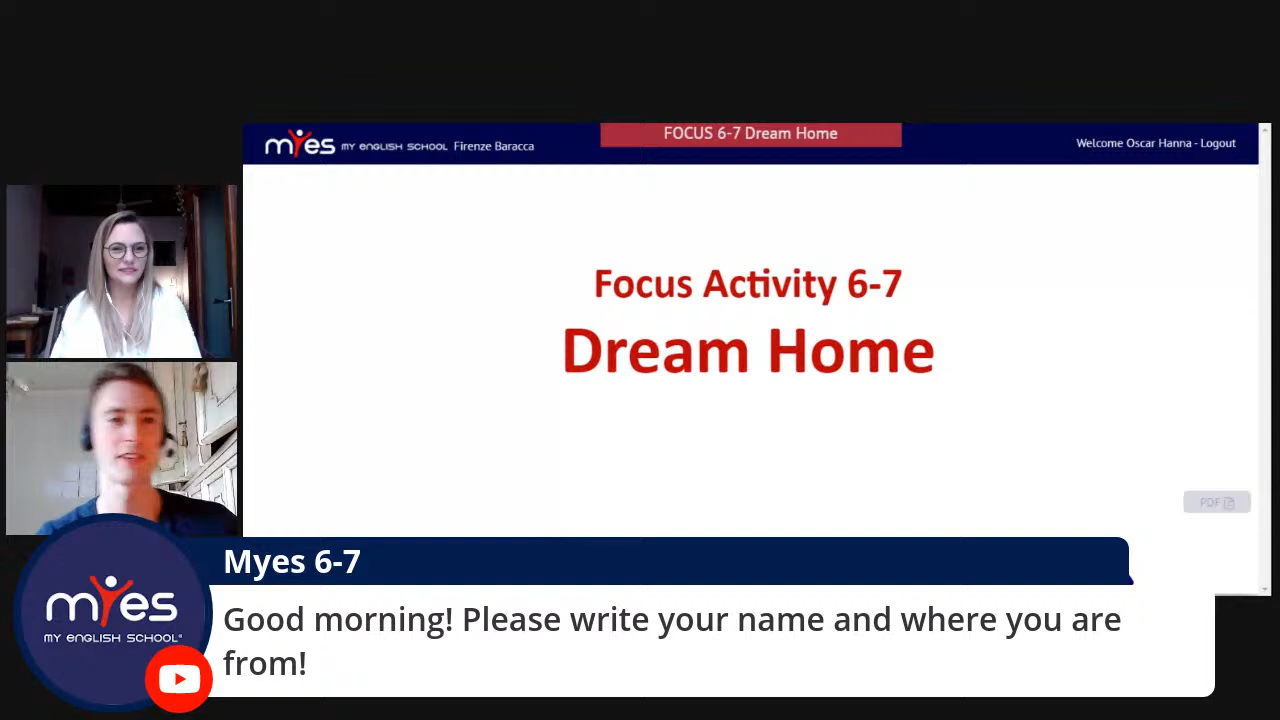 myes MY ENGLISH SCHOOL Firenze Baracca
FOCUS 6-7 Dream Home
Welcome Oscar Hanna - Logout
Focus Activity 6-7
Dream Home
PDF
Myes 6-7
Good morning! Please write your name and where you are
from!
myes
MY ENGLISH SCHOOL®